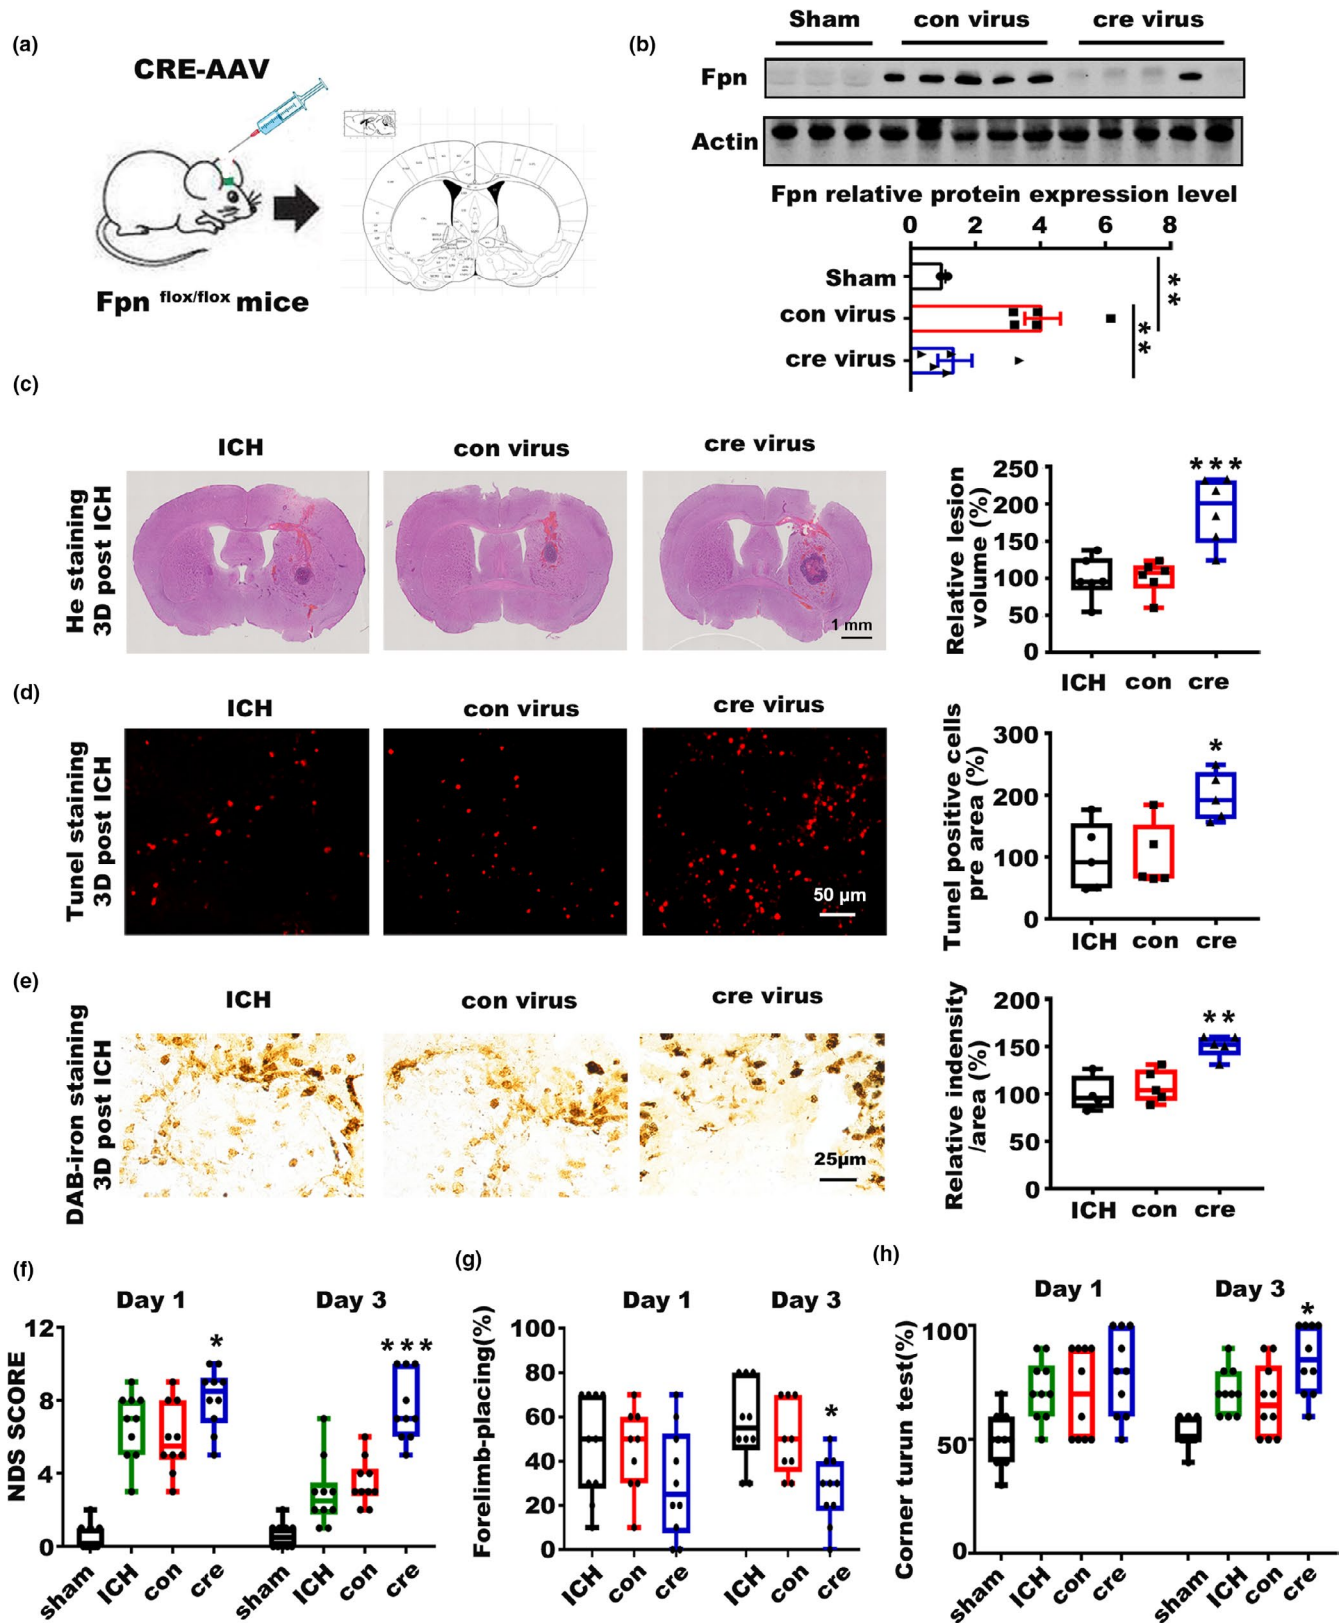 (a)
CRE-AAV
Fpn flox/flox mice
(b)
Sham con virus cre virus
Fpn
Actin
Fpn relative protein expression level
0 2 4 6 8
Sham
con virus
cre virus
**
**
(c)
ICH con virus cre virus
He staining
3D post ICH
1 mm
Relative lesion
volume (%)
250
200
150
100
50
0
***
ICH con cre
(d)
ICH con virus cre virus
Tunel staining
3D post ICH
50 μm
Tunel positive cells
pre area (%)
300
200
100
0
*
ICH con cre
(e)
ICH con virus cre virus
DAB-iron staining
3D post ICH
25μm
Relative indensity
/area (%)
200
150
100
50
0
**
ICH con cre
(f)
Day 1 Day 3
NDS SCORE
12
8
4
0
*
***
sham ICH con cre sham ICH con cre
(g)
Day 1 Day 3
Forelimb-placing(%)
100
80
60
40
20
0
*
ICH con cre ICH con cre
(h)
Day 1 Day 3
Corner turun test(%)
100
50
0
*
sham ICH con cre sham ICH con cre